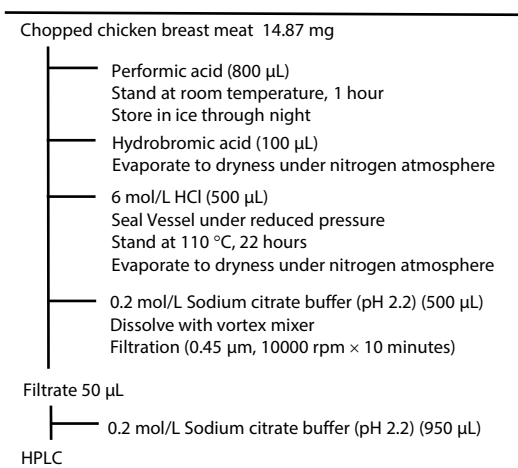 Chopped chicken breast meat 14.87 mg
Performic acid (800 µL)
Stand at room temperature, 1 hour
Store in ice through night
Hydrobromic acid (100 µL)
Evaporate to dryness under nitrogen atmosphere
6 mol/L HCl (500 µL)
Seal Vessel under reduced pressure
Stand at 110 °C, 22 hours
Evaporate to dryness under nitrogen atmosphere
0.2 mol/L Sodium citrate buffer (pH 2.2) (500 µL)
Dissolve with vortex mixer
Filtration (0.45 µm, 10000 rpm × 10 minutes)
Filtrate 50 µL
0.2 mol/L Sodium citrate buffer (pH 2.2) (950 µL)
HPLC